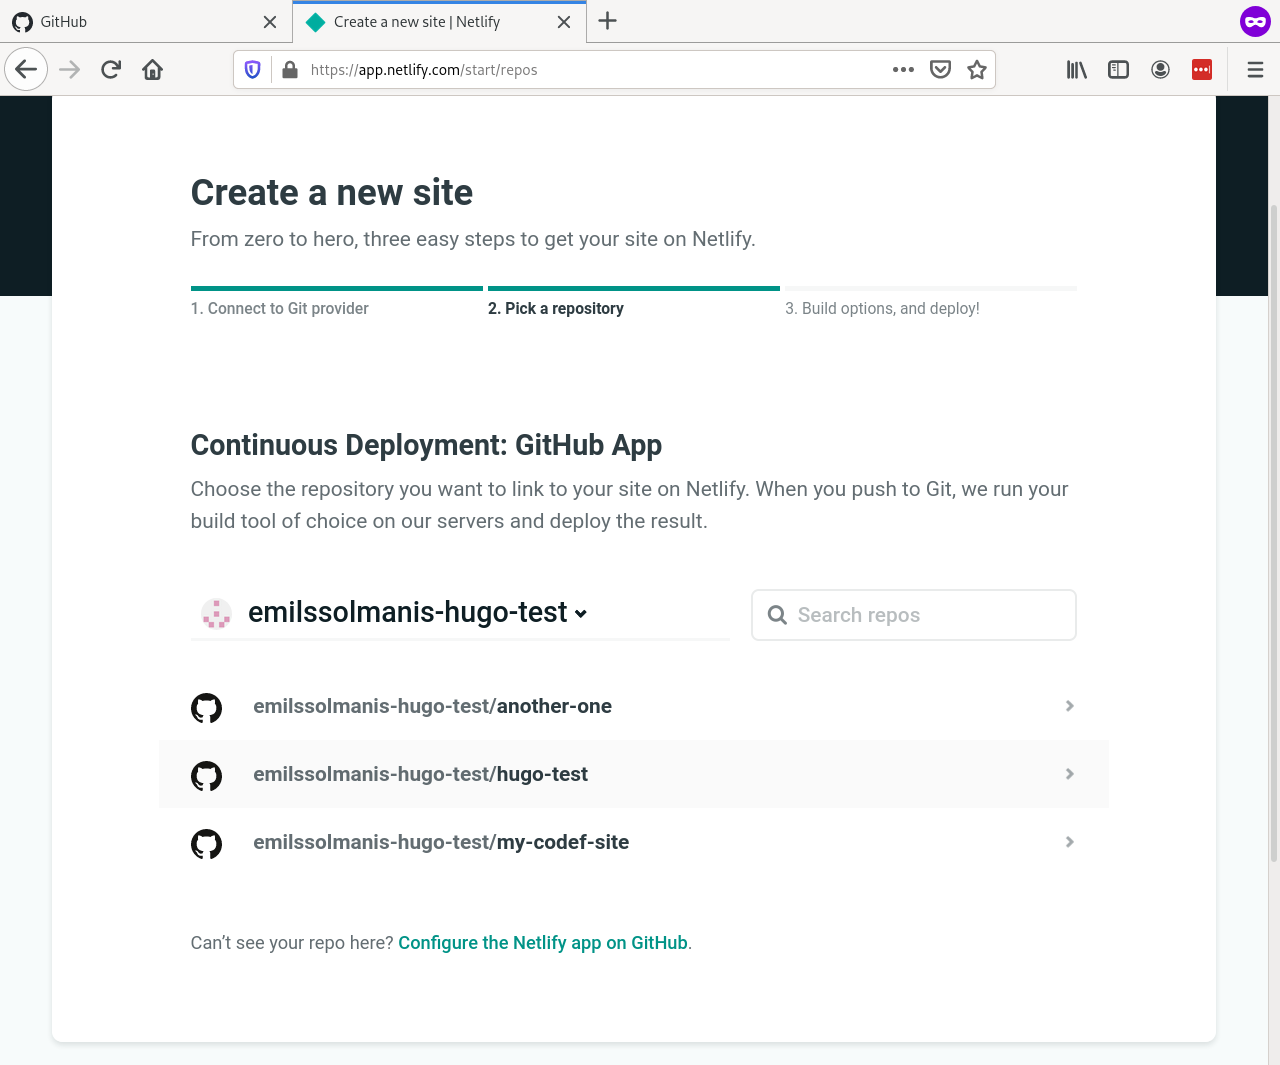 GitHub
Create a new site | Netlify
https://app.netlify.com/start/repos
Create a new site
From zero to hero, three easy steps to get your site on Netlify.
1. Connect to Git provider
2. Pick a repository
3. Build options, and deploy!
Continuous Deployment: GitHub App
Choose the repository you want to link to your site on Netlify. When you push to Git, we run your
build tool of choice on our servers and deploy the result.
emilssolmanis-hugo-test
Search repos
emilssolmanis-hugo-test/another-one
emilssolmanis-hugo-test/hugo-test
emilssolmanis-hugo-test/my-codef-site
Can’t see your repo here? Configure the Netlify app on GitHub.